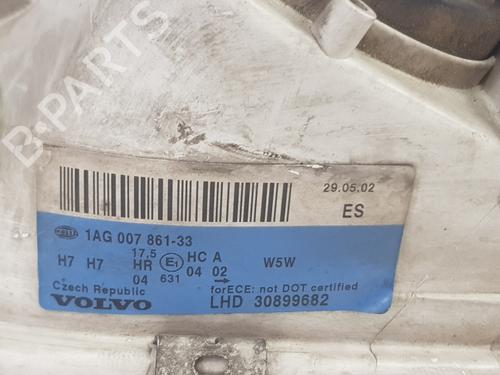 B-PARTS
29.05.02
ES
HELLA 1AG 007 861-33
H7 H7 17,5 HR E1 HC A 04 02 W5W
04 631
Czech Republic
forECE: not DOT certified
VOLVO
LHD 30899682